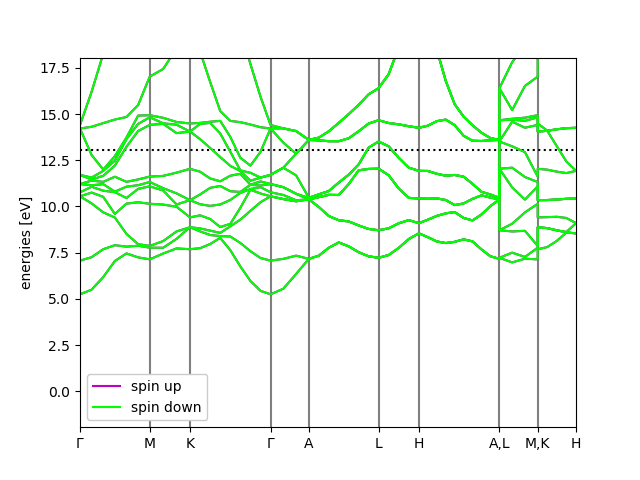 17.5
15.0
12.5
10.0
7.5
5.0
2.5
0.0
energies [eV]
spin up
spin down
Γ M K Γ A L H A,L M,K H